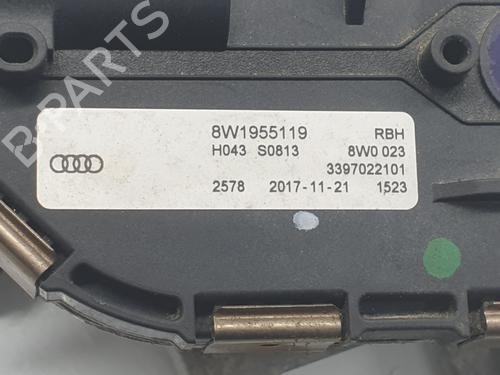 8W1955119 RBH
H043 S0813 8W0 023
3397022101
2578 2017-11-21 1523
B-PARTS